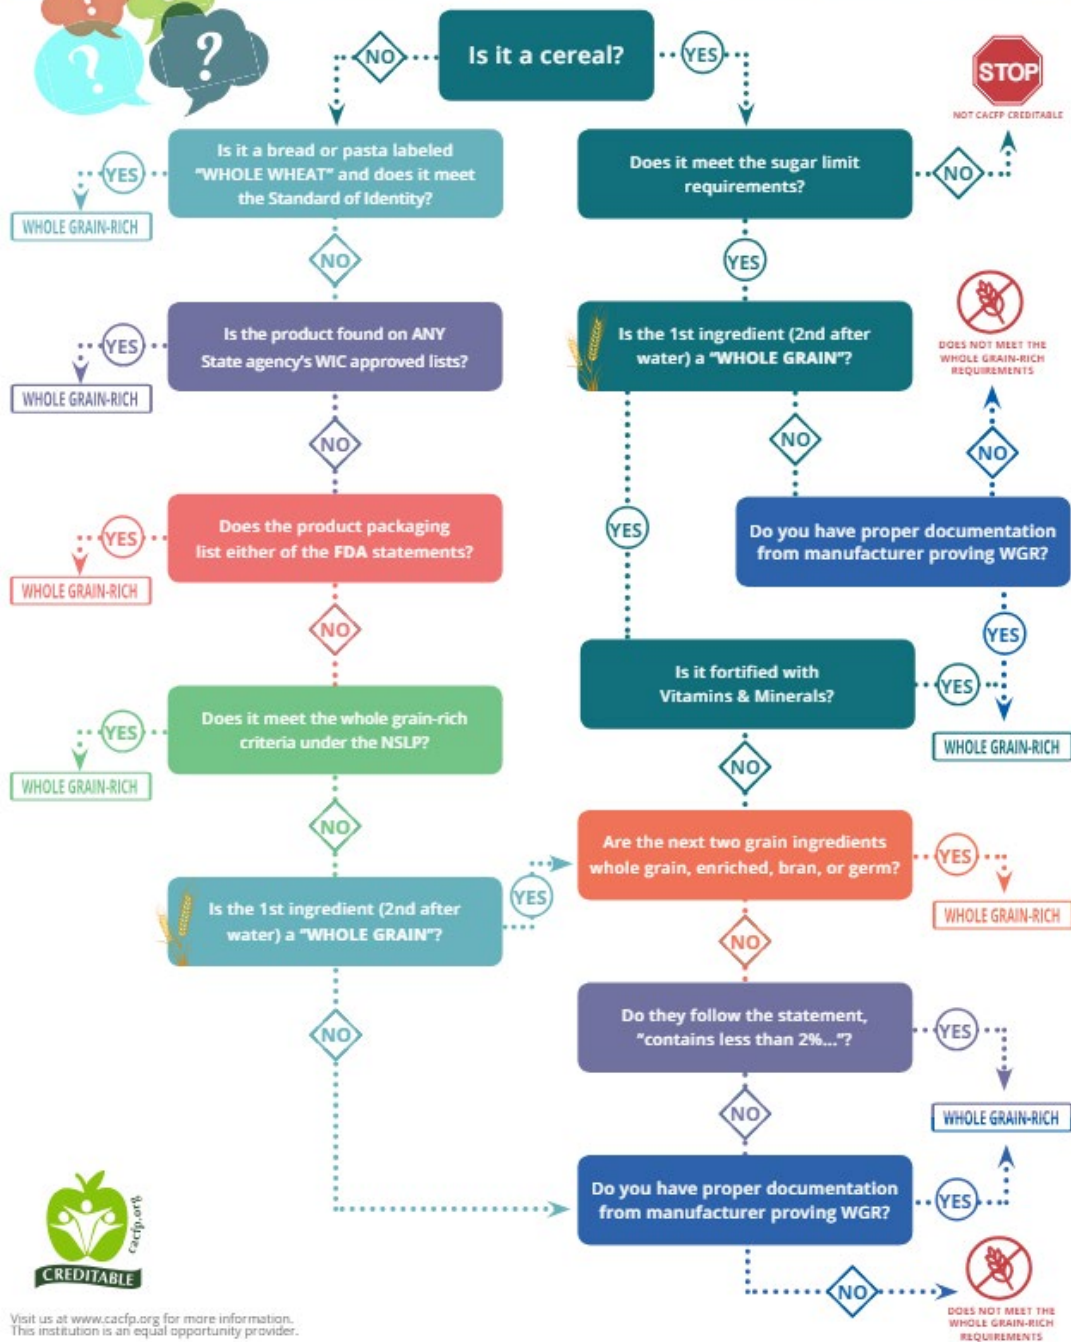 ? ?
Is it a cereal?
NO
YES
STOP
NOT CACFP CREDITABLE
Is it a bread or pasta labeled
"WHOLE WHEAT" and does it meet
the Standard of Identity?
YES
WHOLE GRAIN-RICH
NO
Does it meet the sugar limit
requirements?
NO
YES
Is the product found on ANY
State agency's WIC approved lists?
YES
WHOLE GRAIN-RICH
NO
Is the 1st ingredient (2nd after
water) a "WHOLE GRAIN"?
NO
YES
DOES NOT MEET THE
WHOLE GRAIN-RICH
REQUIREMENTS
NO
Do you have proper documentation
from manufacturer proving WGR?
YES
Does the product packaging
list either of the FDA statements?
YES
WHOLE GRAIN-RICH
NO
Is it fortified with
Vitamins & Minerals?
YES
WHOLE GRAIN-RICH
NO
Does it meet the whole grain-rich
criteria under the NSLP?
YES
WHOLE GRAIN-RICH
NO
Is the 1st ingredient (2nd after
water) a "WHOLE GRAIN"?
YES
NO
Are the next two grain ingredients
whole grain, enriched, bran, or germ?
YES
WHOLE GRAIN-RICH
NO
Do they follow the statement,
"contains less than 2%..."?
YES
WHOLE GRAIN-RICH
NO
Do you have proper documentation
from manufacturer proving WGR?
YES
NO
DOES NOT MEET THE
WHOLE GRAIN-RICH
REQUIREMENTS
cacfp.org
CREDITABLE
Visit us at www.cacfp.org for more information.
This institution is an equal opportunity provider.